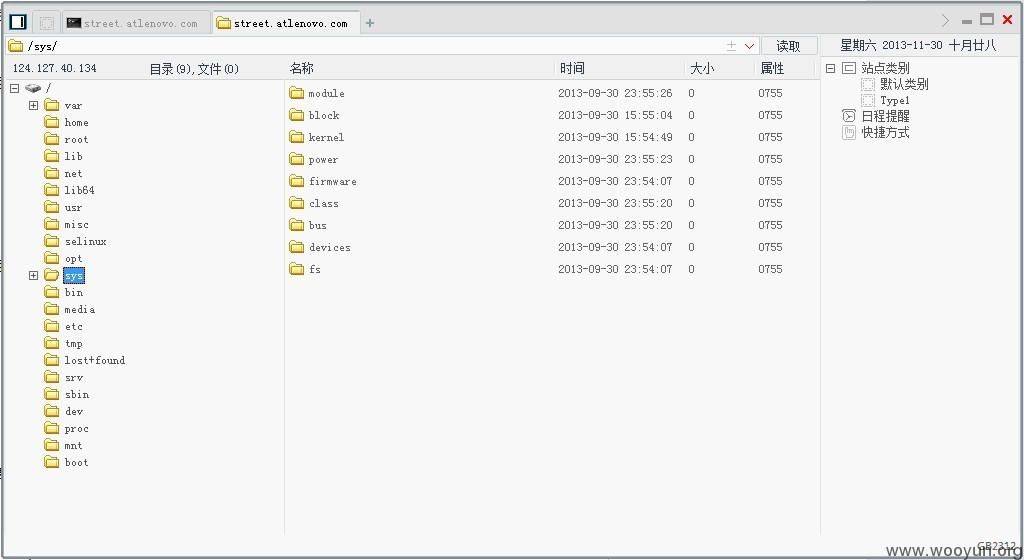 street.atlenovo.com street.atlenovo.com +
/sys/ 读取 星期六 2013-11-30 十月廿八
124.127.40.134 目录(9),文件(0) 名称 时间 大小 属性
/
var
home
root
lib
net
lib64
usr
misc
selinux
opt
sys
bin
media
etc
tmp
lost+found
srv
sbin
dev
proc
mnt
boot
module 2013-09-30 23:55:26 0 0755
block 2013-09-30 15:55:04 0 0755
kernel 2013-09-30 15:54:49 0 0755
power 2013-09-30 23:55:23 0 0755
firmware 2013-09-30 23:54:07 0 0755
class 2013-09-30 23:55:20 0 0755
bus 2013-09-30 23:55:20 0 0755
devices 2013-09-30 23:54:07 0 0755
fs 2013-09-30 23:54:07 0 0755
站点类别
默认类别
Type1
日程提醒
快捷方式
GB2312
www.wooyun.org